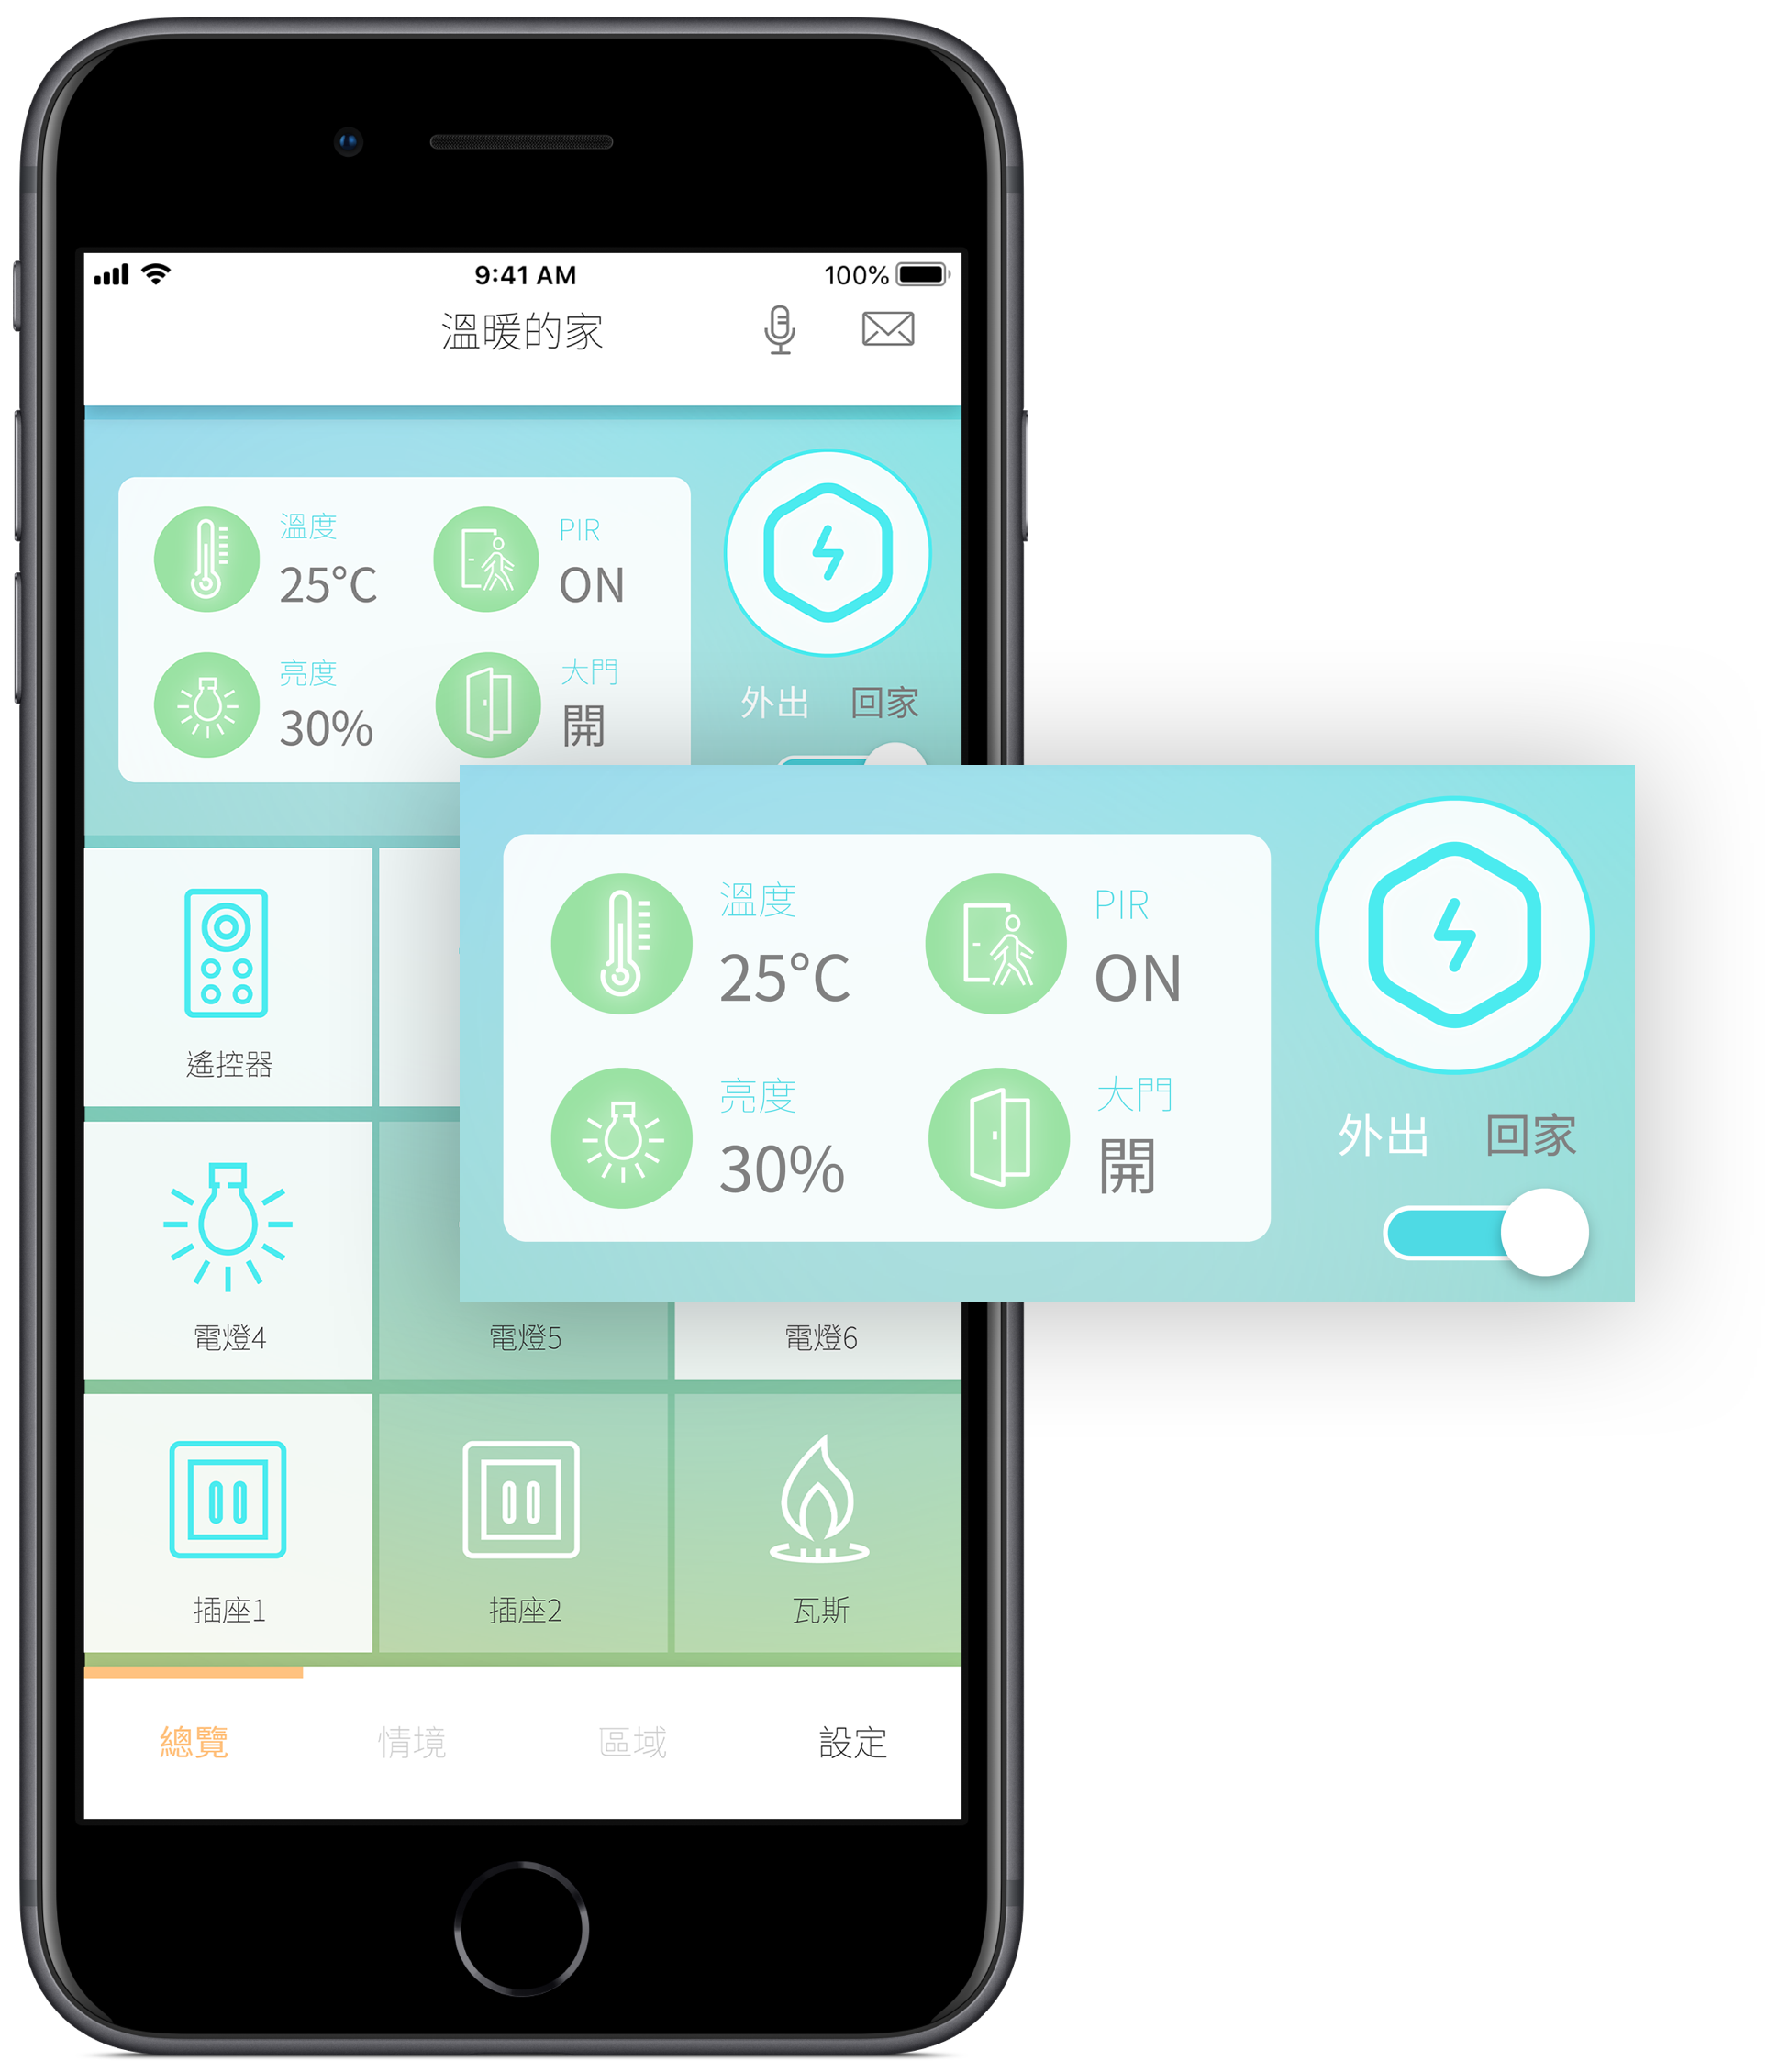 9:41 AM
100%
溫暖的家
溫度
25°C
PIR
ON
亮度
30%
大門
開
外出 回家
溫度
25°C
PIR
ON
亮度
30%
大門
開
外出 回家
遙控器
電燈4
電燈5
電燈6
插座1
插座2
瓦斯
總覽
情境
區域
設定